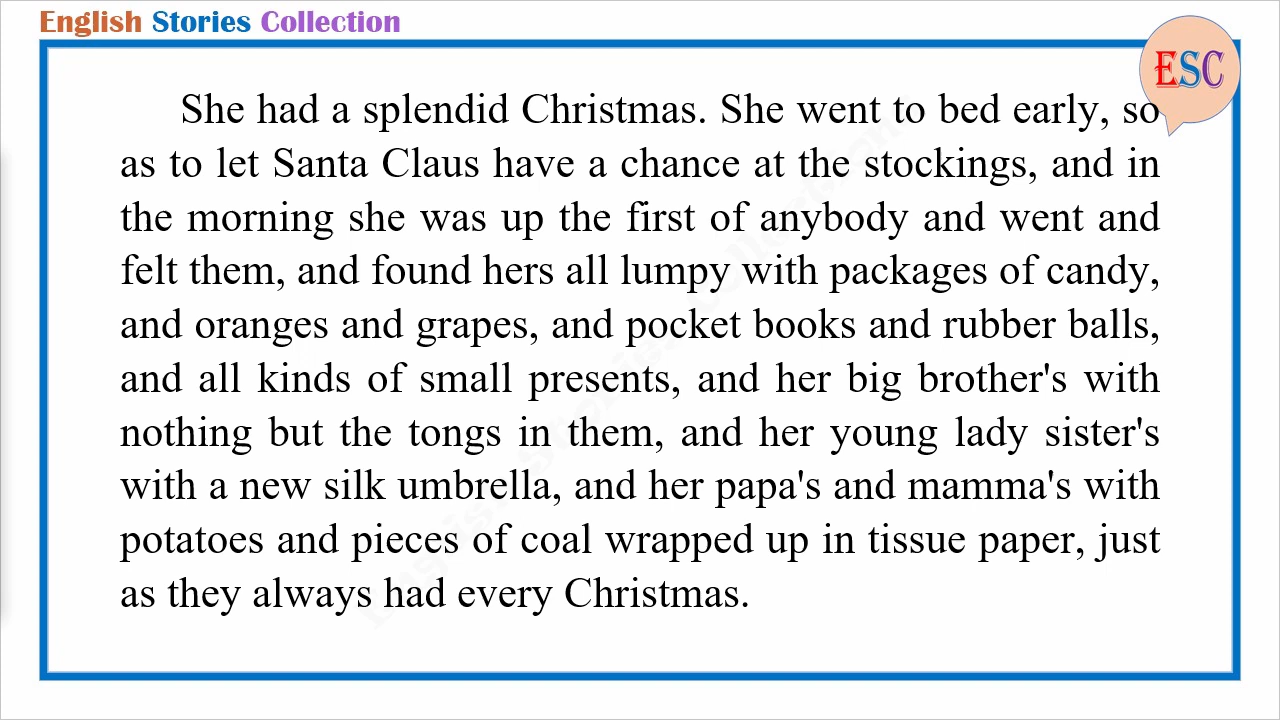 English Stories Collection
ESC
She had a splendid Christmas. She went to bed early, so
as to let Santa Claus have a chance at the stockings, and in
the morning she was up the first of anybody and went and
felt them, and found hers all lumpy with packages of candy,
and oranges and grapes, and pocket books and rubber balls,
and all kinds of small presents, and her big brother's with
nothing but the tongs in them, and her young lady sister's
with a new silk umbrella, and her papa's and mamma's with
potatoes and pieces of coal wrapped up in tissue paper, just
as they always had every Christmas.
English Stories Collection